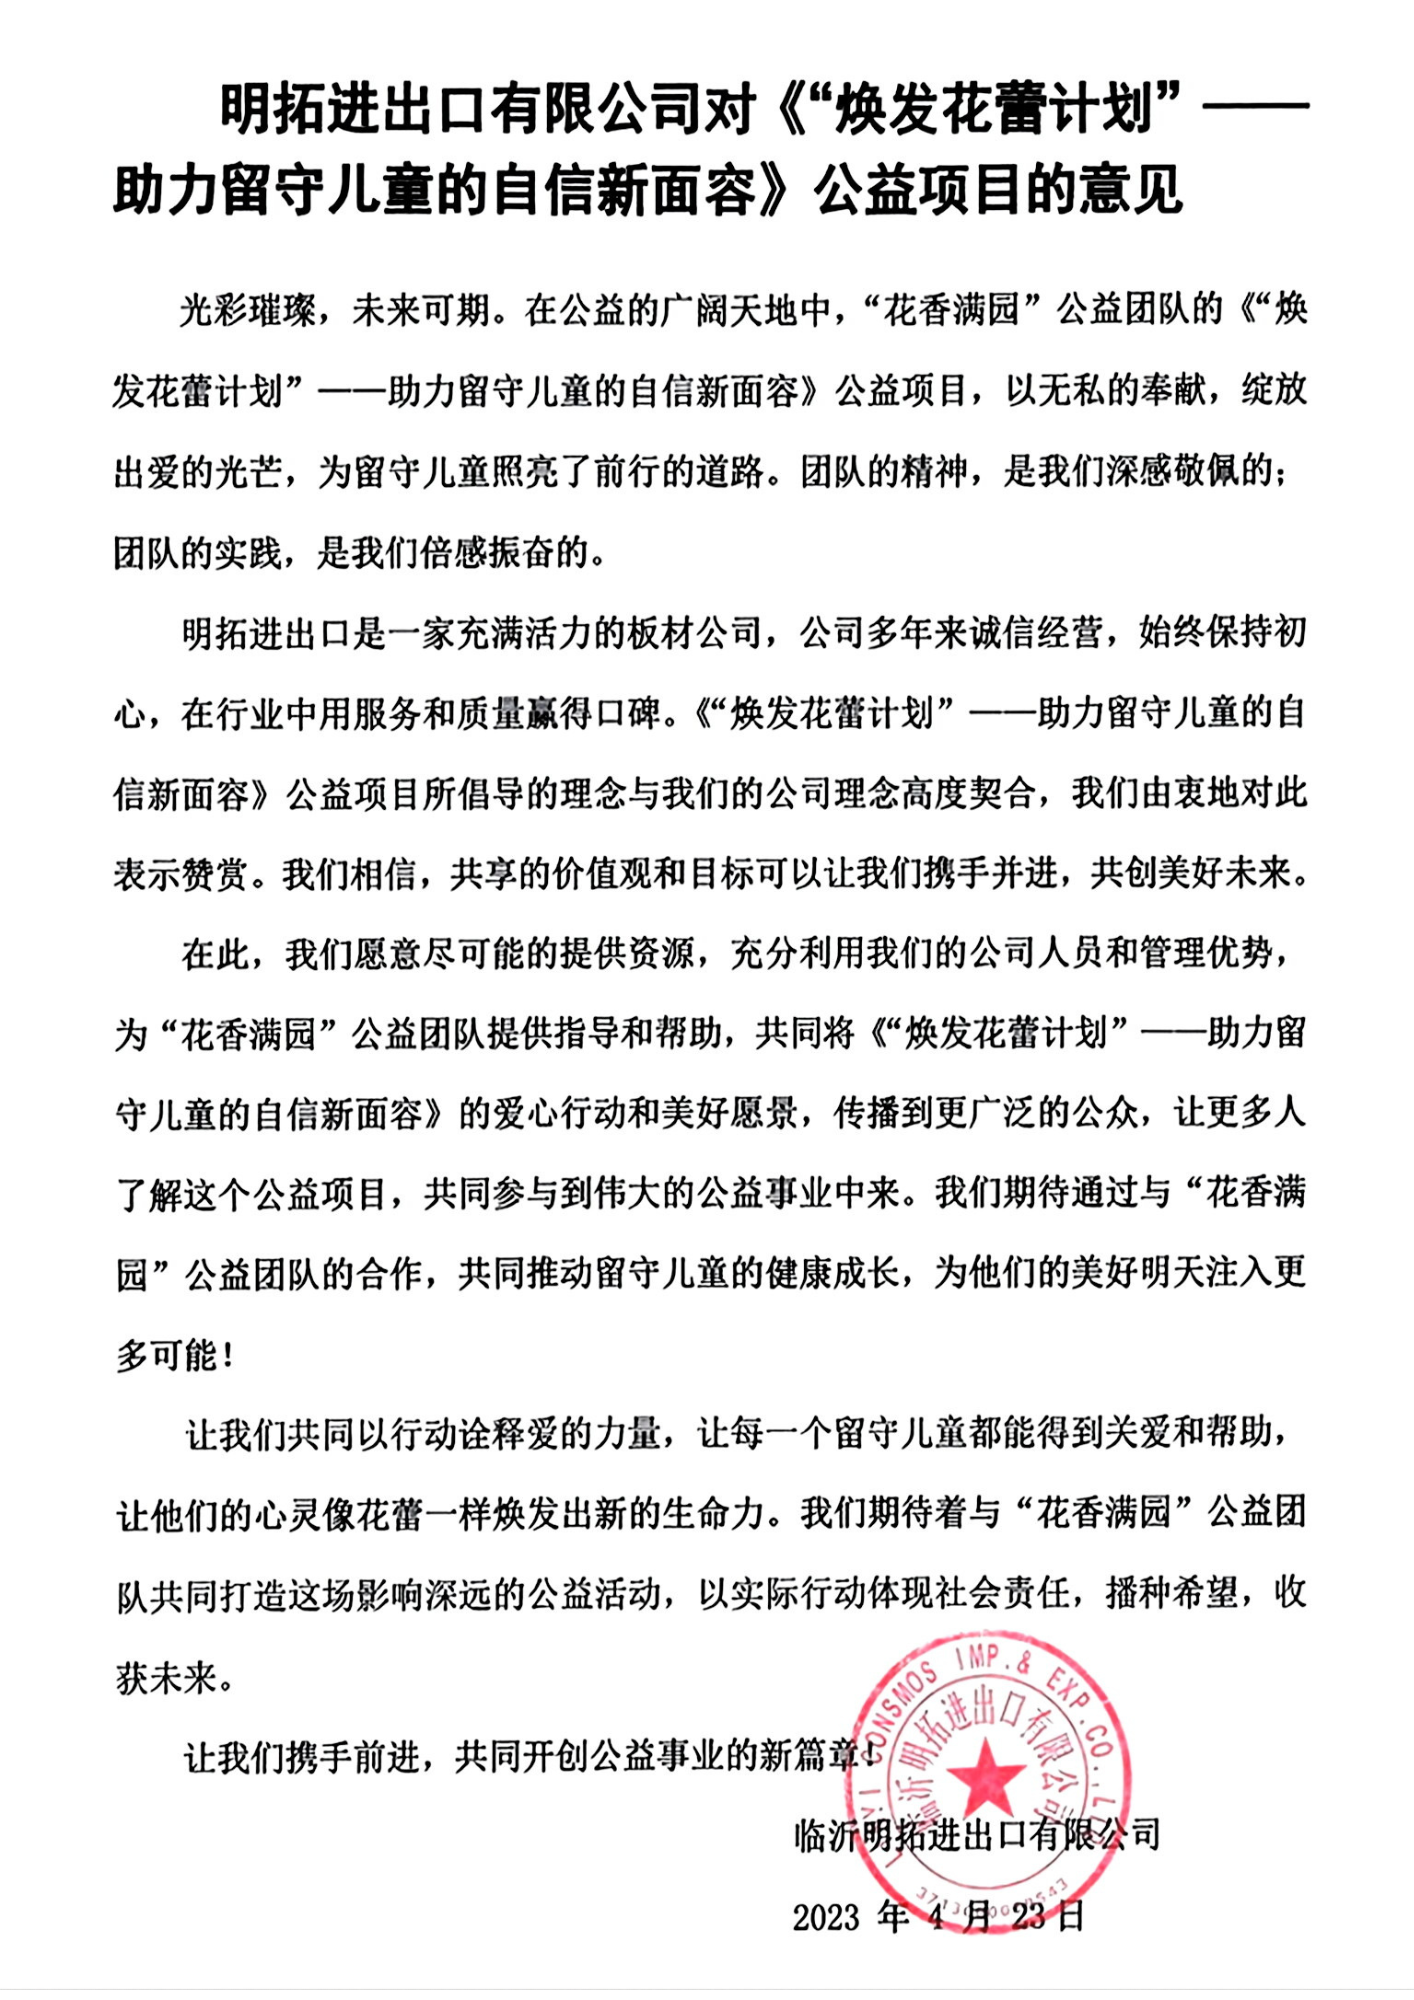 明拓进出口有限公司对《“焕发花蕾计划”——
助力留守儿童的自信新面容》公益项目的意见
光彩璀璨，未来可期。在公益的广阔天地中，“花香满园”公益团队的《“焕
发花蕾计划”——助力留守儿童的自信新面容》公益项目，以无私的奉献，绽放
出爱的光芒，为留守儿童照亮了前行的道路。团队的精神，是我们深感敬佩的；
团队的实践，是我们倍感振奋的。
明拓进出口是一家充满活力的板材公司，公司多年来诚信经营，始终保持初
心，在行业中用服务和质量赢得口碑。《“焕发花蕾计划”——助力留守儿童的自
信新面容》公益项目所倡导的理念与我们的公司理念高度契合，我们由衷地对此
表示赞赏。我们相信，共享的价值观和目标可以让我们携手并进，共创美好未来。
在此，我们愿意尽可能的提供资源，充分利用我们的公司人员和管理优势，
为“花香满园”公益团队提供指导和帮助，共同将《“焕发花蕾计划”——助力留
守儿童的自信新面容》的爱心行动和美好愿景，传播到更广泛的公众，让更多人
了解这个公益项目，共同参与到伟大的公益事业中来。我们期待通过与“花香满
园”公益团队的合作，共同推动留守儿童的健康成长，为他们的美好明天注入更
多可能！
让我们共同以行动诠释爱的力量，让每一个留守儿童都能得到关爱和帮助，
让他们的心灵像花蕾一样焕发出新的生命力。我们期待着与“花香满园”公益团
队共同打造这场影响深远的公益活动，以实际行动体现社会责任，播种希望，收
获未来。
让我们携手前进，共同开创公益事业的新篇章！
临沂明拓进出口有限公司
2023 年 4 月 23 日
CONSMOS IMP.& EXP.CO.,LTD
临沂明拓进出口有限公司